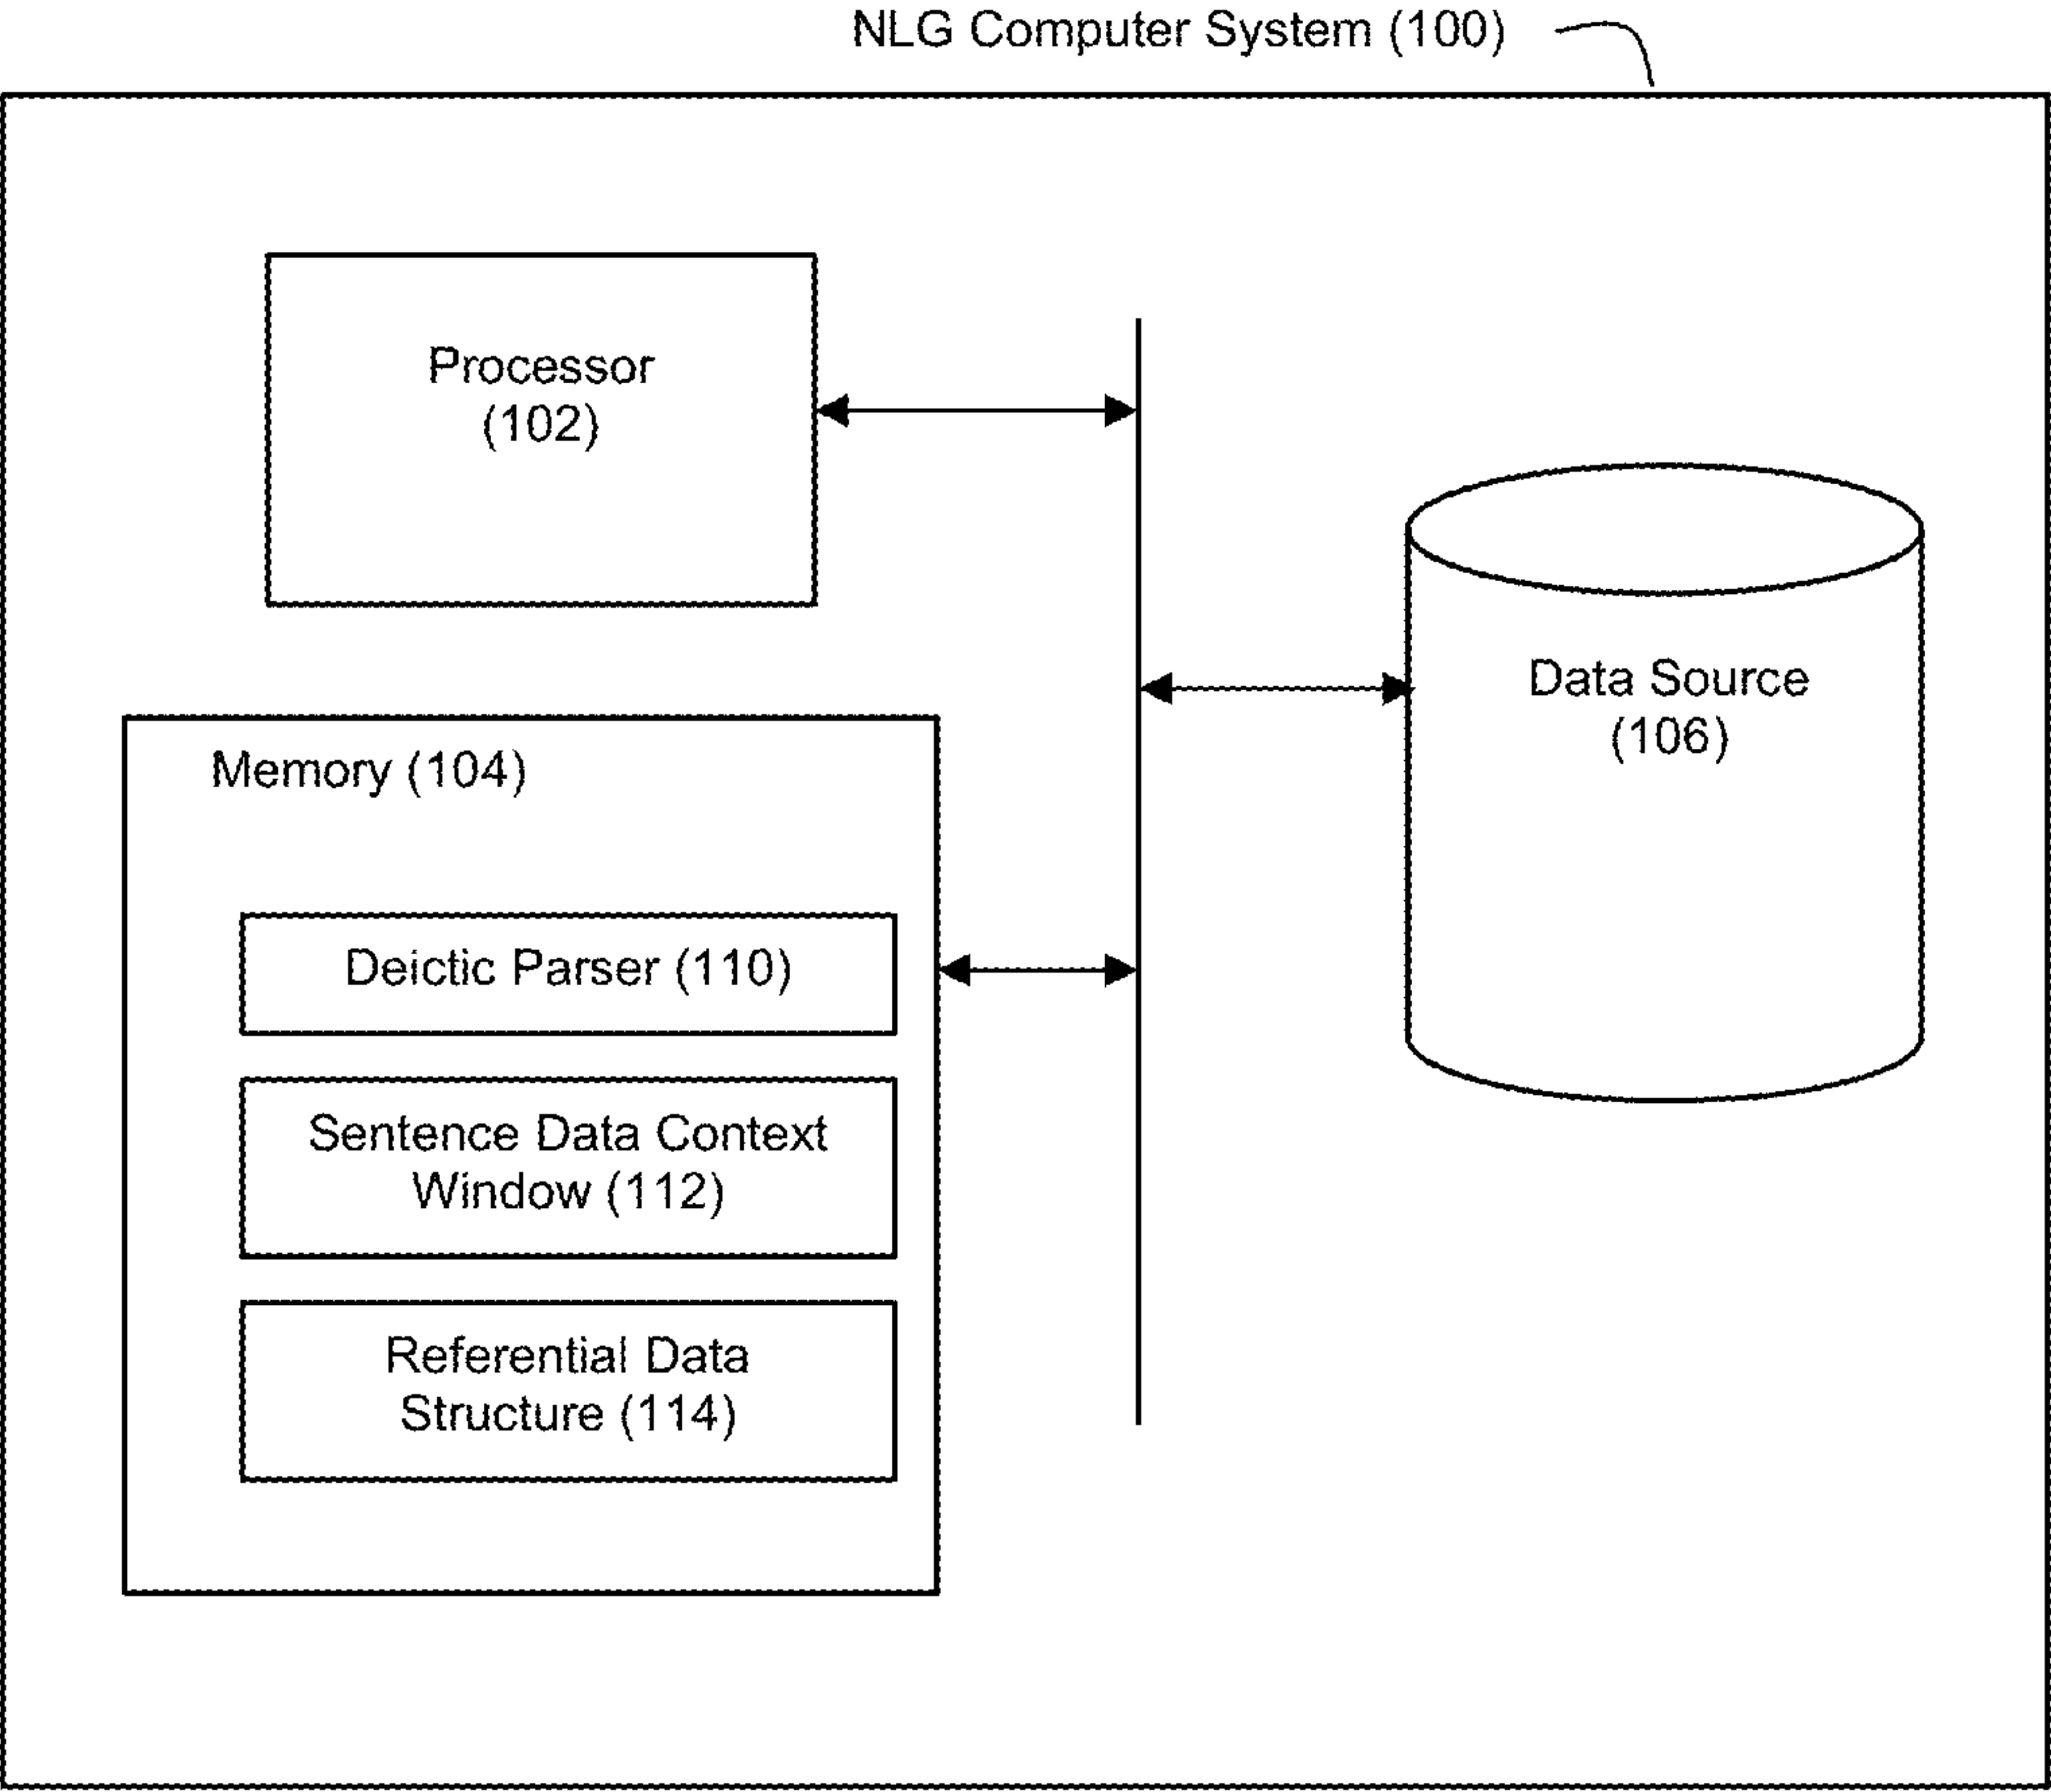 NLG Computer System (100)
Processor
(102)
Data Source
(106)
Memory (104)
Deictic Parser (110)
Sentence Data Context
Window (112)
Referential Data
Structure (114)